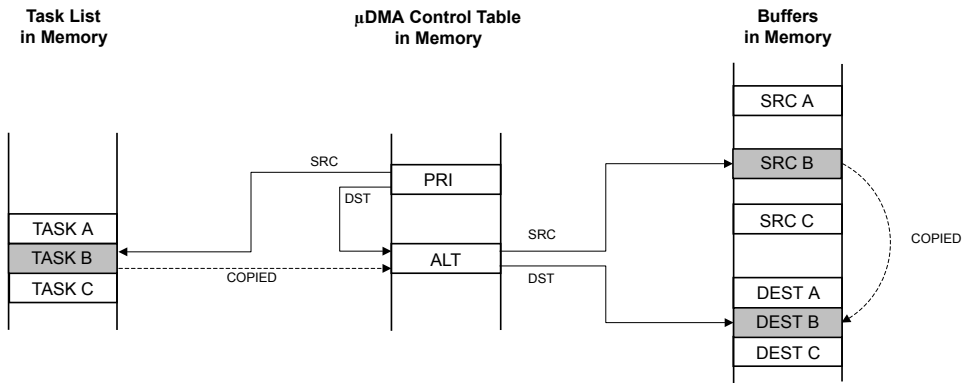 Task List
in Memory
µDMA Control Table
in Memory
Buffers
in Memory
SRC A
SRC
SRC B
PRI
DST
TASK A
SRC C
SRC
COPIED
TASK B
ALT
COPIED
DST
TASK C
DEST A
DEST B
DEST C